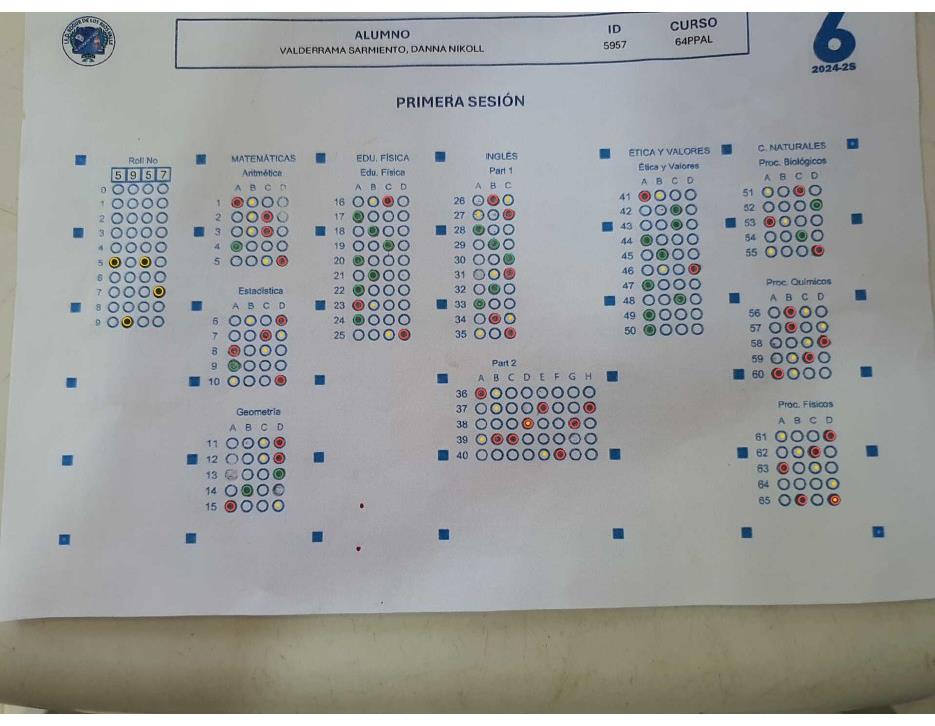 ALUMNO
VALDERRAMA SARMIENTO, DANNA NIKOLL
ID
5957
CURSO
64PPAL
6
2024-2S
PRIMERA SESIÓN
Roll No
5 9 5 7
0
1
2
3
4
5
6
7
8
9
MATEMÁTICAS
Aritmética
A B C D
1
2
3
4
5
Estadística
A B C D
6
7
8
9
10
Geometría
A B C D
11
12
13
14
15
EDU. FÍSICA
Edu. Física
A B C D
16
17
18
19
20
21
22
23
24
25
INGLÉS
Part 1
A B C
26
27
28
29
30
31
32
33
34
35
Part 2
A B C D E F G H
36
37
38
39
40
ÉTICA Y VALORES
Ética y Valores
A B C D
41
42
43
44
45
46
47
48
49
50
C. NATURALES
Proc. Biológicos
A B C D
51
52
53
54
55
Proc. Químicos
A B C D
56
57
58
59
60
Proc. Físicos
A B C D
61
62
63
64
65